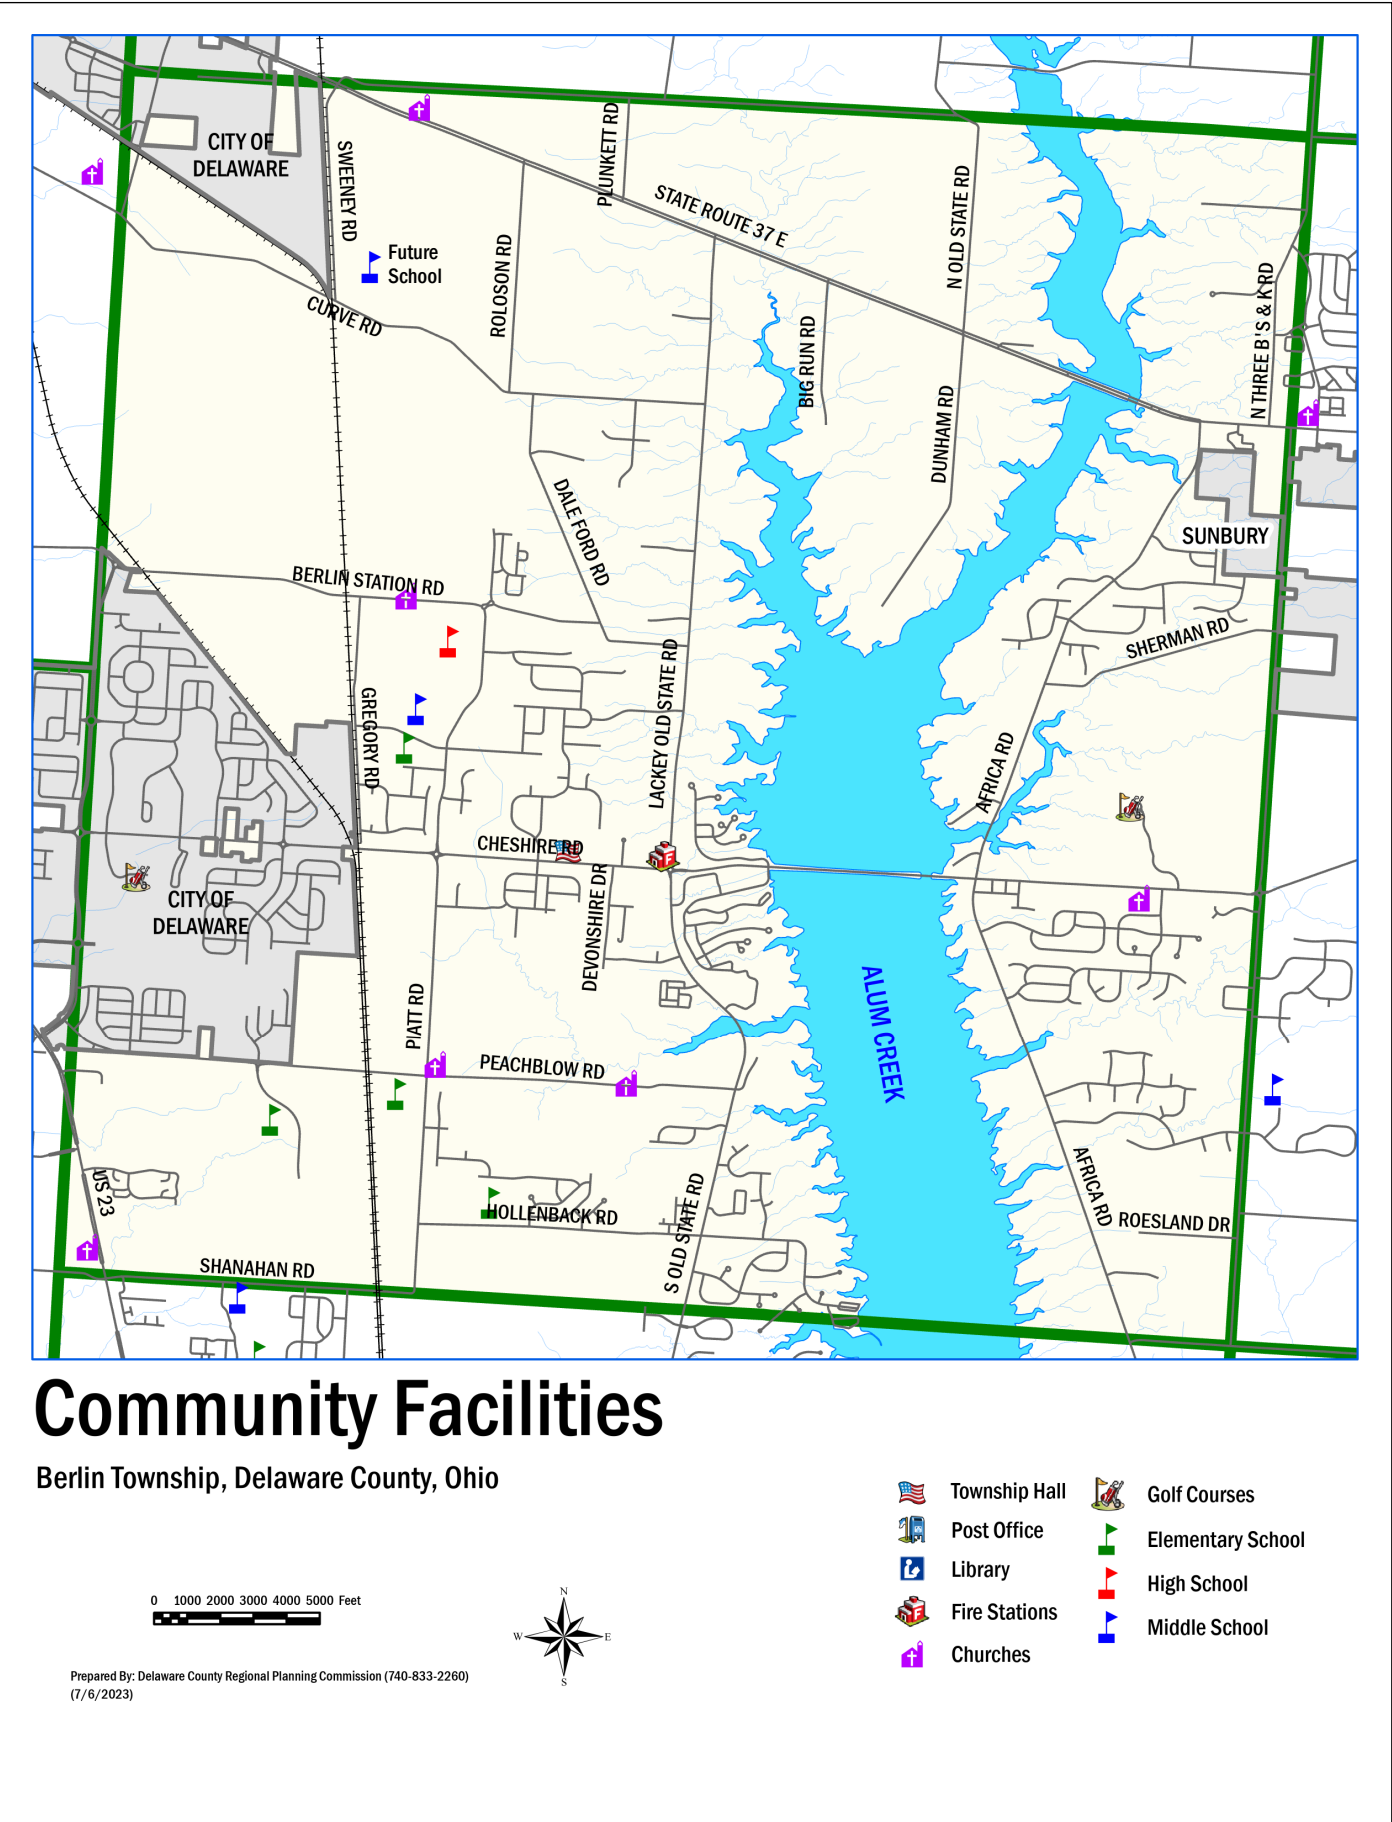 CITY OF
DELAWARE
SWEENEY RD
PLUNKETT RD
STATE ROUTE 37 E
N OLD STATE RD
Future
School
ROLOSON RD
CURVE RD
BIG RUN RD
N THREE B'S & K RD
DUNHAM RD
DALE FORD RD
SUNBURY
BERLIN STATION RD
SHERMAN RD
GREGORY RD
LACKEY OLD STATE RD
AFRICA RD
CHESHIRE RD
CITY OF
DELAWARE
DEVONSHIRE DR
ALUM CREEK
PIATT RD
PEACHBLOW RD
US 23
AFRICA RD
HOLLENBACK RD
S OLD STATE RD
ROESLAND DR
SHANAHAN RD
Community Facilities
Berlin Township, Delaware County, Ohio
Township Hall
Post Office
Library
Fire Stations
F
Churches
Golf Courses
Elementary School
High School
Middle School
0 1000 2000 3000 4000 5000 Feet
N
W E
S
Prepared By: Delaware County Regional Planning Commission (740-833-2260)
(7/6/2023)